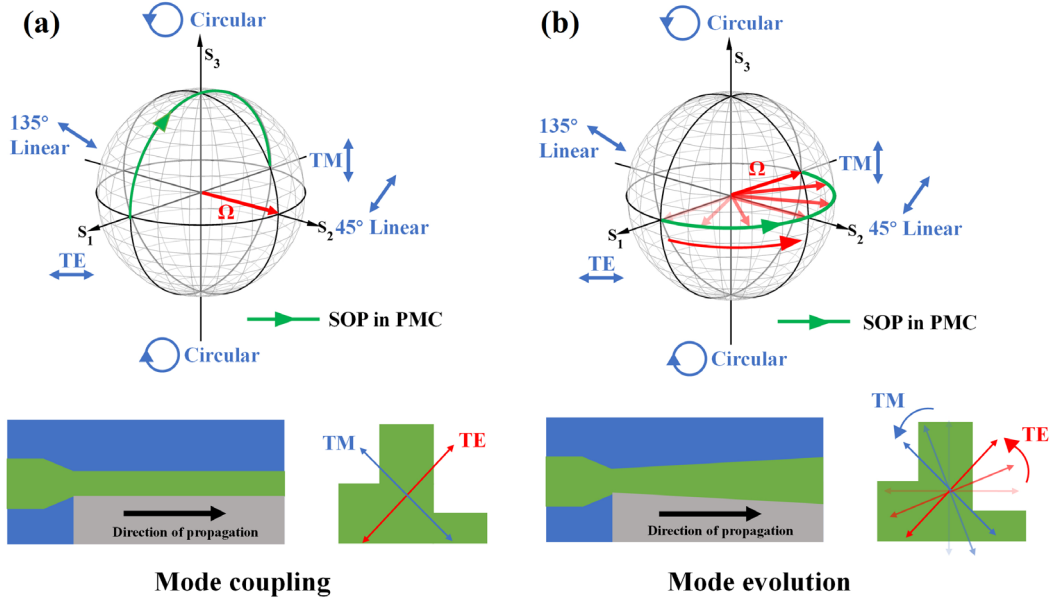 (a)
Circular
S3
135°
Linear
TM
Ω
S1
S2
45° Linear
TE
SOP in PMC
Circular
TM
TE
Direction of propagation
Mode coupling
(b)
Circular
S3
135°
Linear
TM
Ω
S1
S2
45° Linear
TE
SOP in PMC
Circular
TM
TE
Direction of propagation
Mode evolution